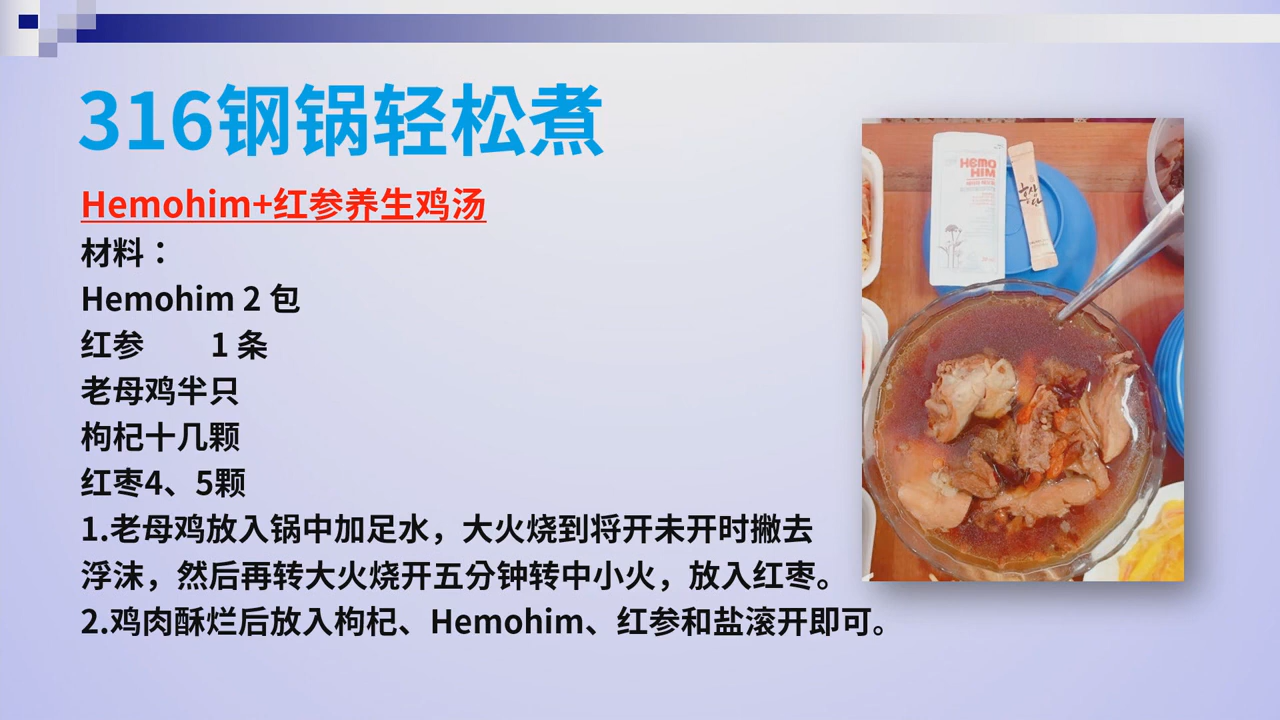 316钢锅轻松煮
Hemohim+红参养生鸡汤
材料：
Hemohim 2 包
红参 1 条
老母鸡半只
枸杞十几颗
红枣4、5颗
1.老母鸡放入锅中加足水，大火烧到将开未开时撇去
浮沫，然后再转大火烧开五分钟转中小火，放入红枣。
2.鸡肉酥烂后放入枸杞、Hemohim、红参和盐滚开即可。
HEMO
HIM
홍삼